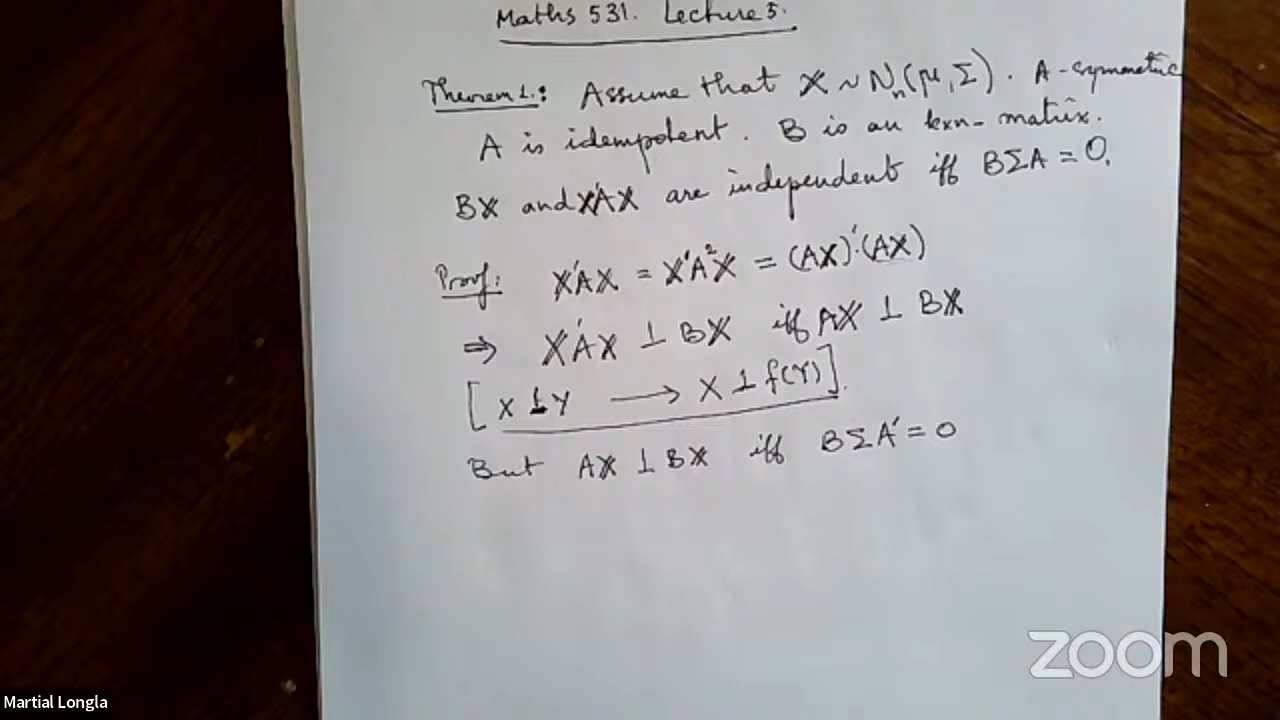 Maths 531. Lecture 5.
Theorem 1.: Assume that X ~ Nₙ(μ, Σ). A-symmetric
A is idempotent. B is an kxn- matrix.
BX and X'AX are independent iff BΣA = 0.
Proof: X'AX = X'A²X = (AX)'·(AX)
⇒ X'AX ⊥ BX iff AX ⊥ BX
[X ⊥ Y ⟶ X ⊥ f(Y)].
But AX ⊥ BX iff BΣA' = 0
zoom
Martial Longla